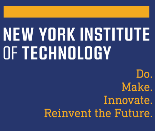 NEW YORK INSTITUTE
OF TECHNOLOGY
Do.
Make.
Innovate.
Reinvent the Future.